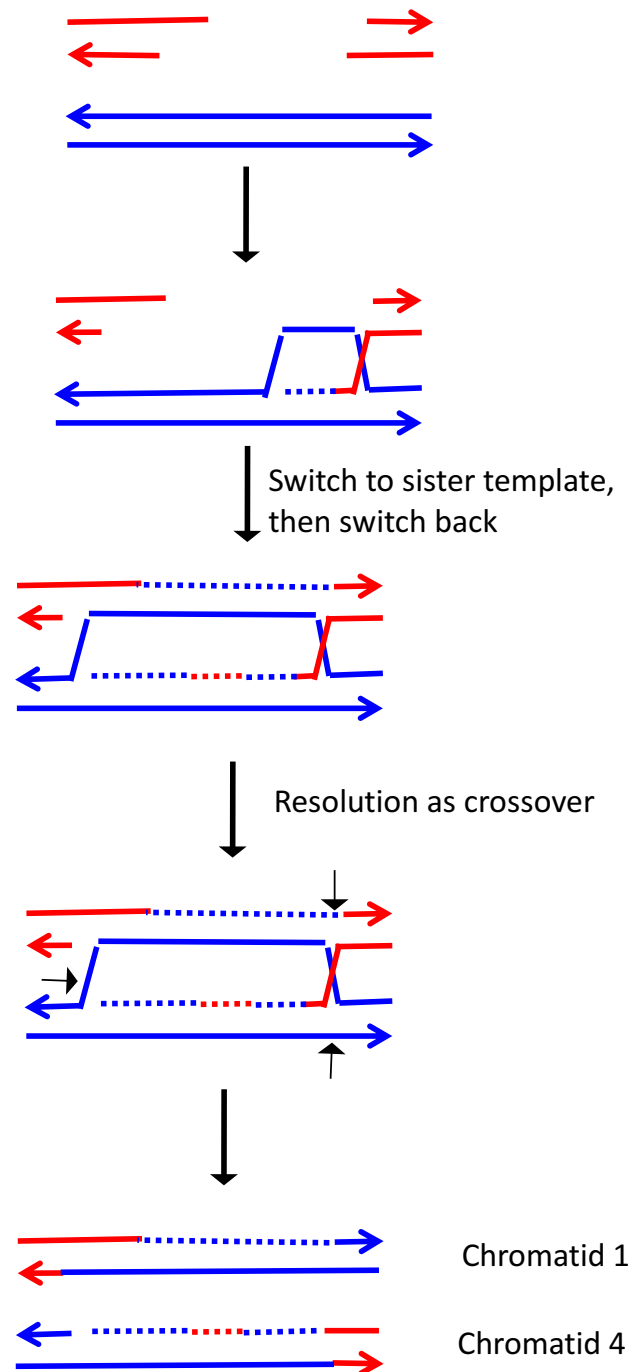 Switch to sister template,
then switch back
Resolution as crossover
Chromatid 1
Chromatid 4